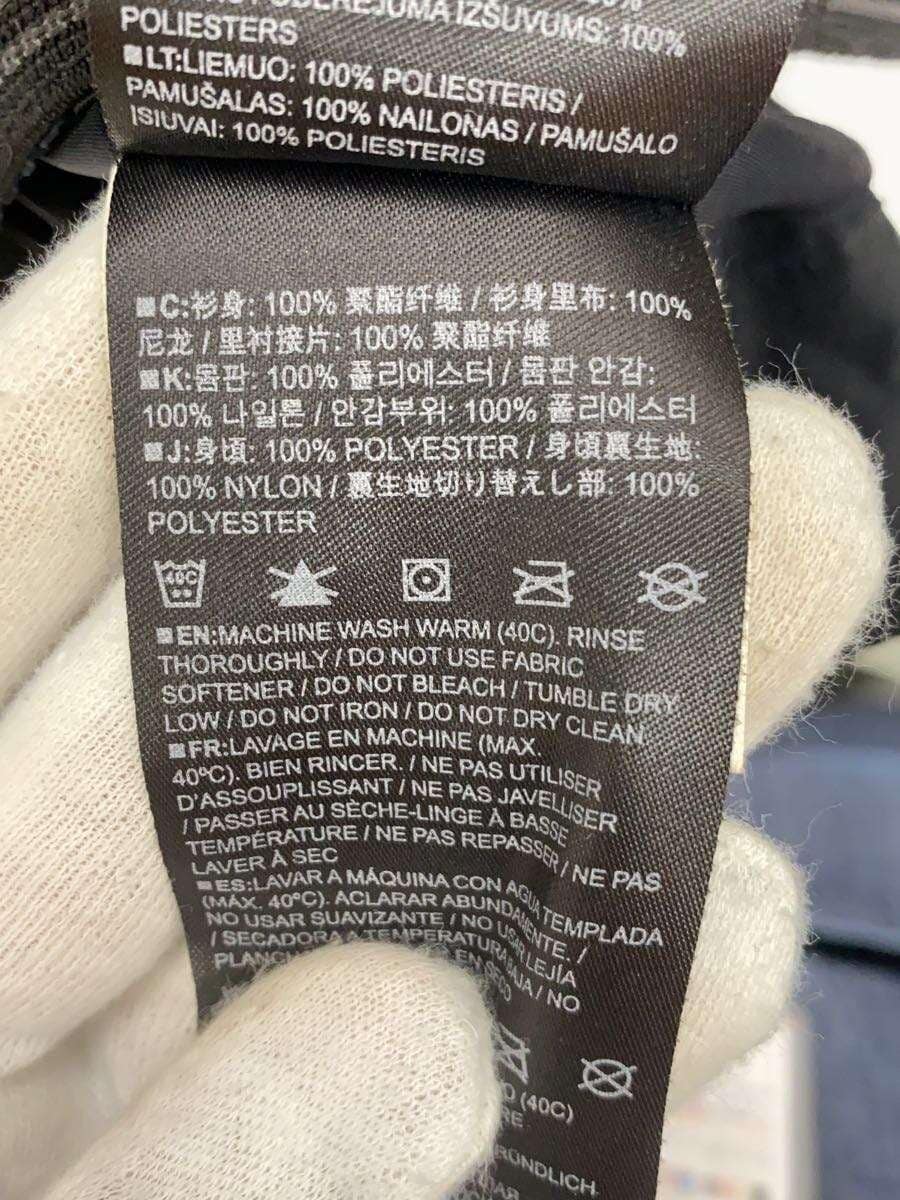 PODEREJUMA IZŠUVUMS: 100%
POLIESTERS
■LT:LIEMUO: 100% POLIESTERIS /
PAMUŠALAS: 100% NAILONAS / PAMUŠALO
ĮSIUVAI: 100% POLIESTERIS
■C:衫身: 100% 聚酯纤维 / 衫身里布: 100%
尼龙 / 里衬接片: 100% 聚酯纤维
■K:몸판: 100% 폴리에스터 / 몸판 안감:
100% 나일론 / 안감부위: 100% 폴리에스터
■J:身頃: 100% POLYESTER / 身頃裏生地:
100% NYLON / 裏生地切り替えし部: 100%
POLYESTER
40C
■EN:MACHINE WASH WARM (40C). RINSE
THOROUGHLY / DO NOT USE FABRIC
SOFTENER / DO NOT BLEACH / TUMBLE DRY
LOW / DO NOT IRON / DO NOT DRY CLEAN
■FR:LAVAGE EN MACHINE (MAX.
40ºC). BIEN RINCER. / NE PAS UTILISER
D'ASSOUPLISSANT / NE PAS JAVELLISER
/ PASSER AU SÈCHE-LINGE À BASSE
TEMPÉRATURE / NE PAS REPASSER / NE PAS
LAVER À SEC
■ES:LAVAR A MÁQUINA CON AGUA TEMPLADA
(MÁX. 40ºC). ACLARAR ABUNDAMENTE. /
NO USAR SUAVIZANTE / NO USAR LEJÍA
/ SECADORA A TEMPERATURA BAJA / NO
EN SECO
(40C)